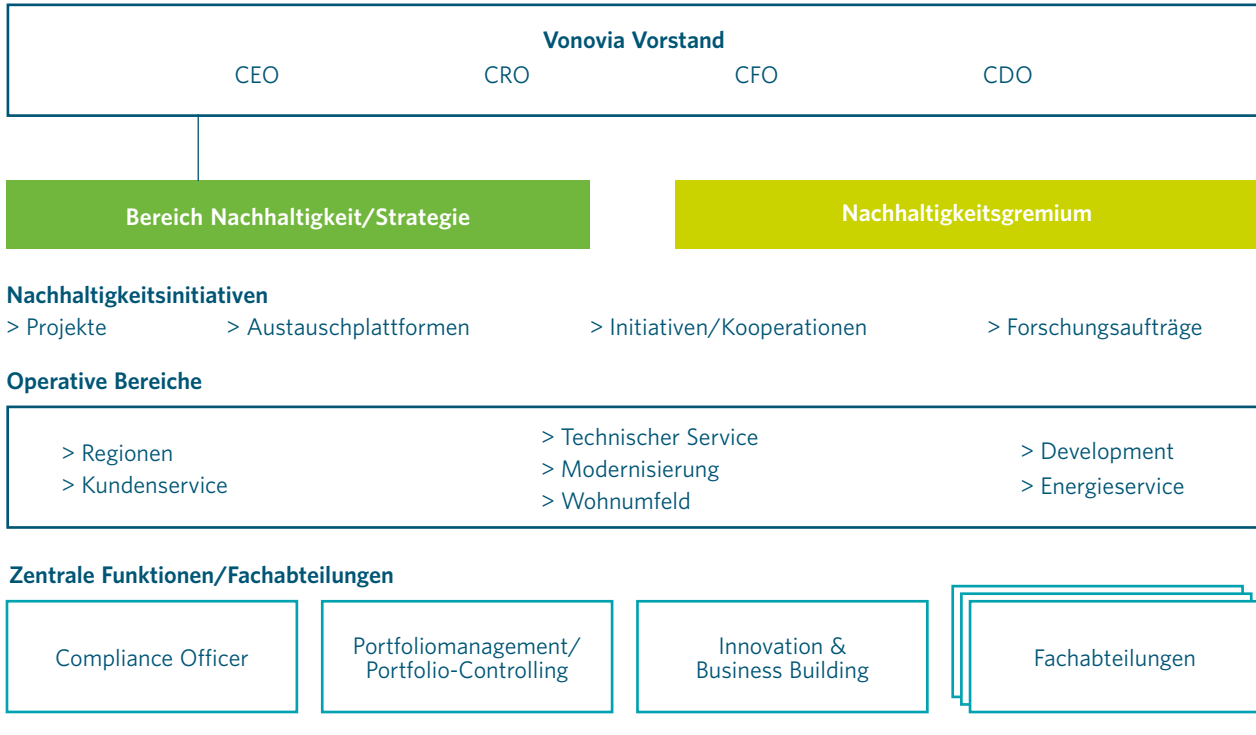 Vonovia Vorstand
CEO CRO CFO CDO
Bereich Nachhaltigkeit/Strategie
Nachhaltigkeitsgremium
Nachhaltigkeitsinitiativen
> Projekte > Austauschplattformen > Initiativen/Kooperationen > Forschungsaufträge
Operative Bereiche
> Regionen
> Kundenservice
> Technischer Service
> Modernisierung
> Wohnumfeld
> Development
> Energieservice
Zentrale Funktionen/Fachabteilungen
Compliance Officer
Portfoliomanagement/
Portfolio-Controlling
Innovation &
Business Building
Fachabteilungen